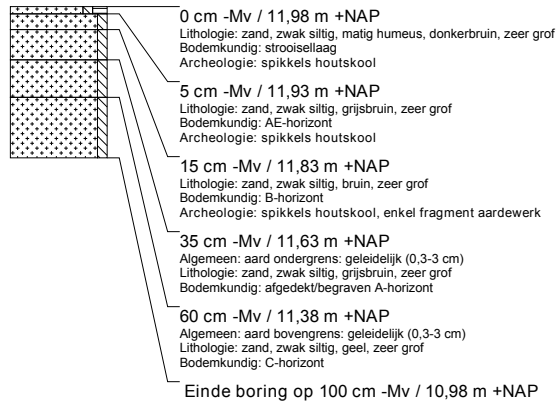 0 cm -Mv / 11,98 m +NAP
Lithologie: zand, zwak siltig, matig humeus, donkerbruin, zeer grof
Bodemkundig: strooisellaag
Archeologie: spikkels houtskool
5 cm -Mv / 11,93 m +NAP
Lithologie: zand, zwak siltig, grijsbruin, zeer grof
Bodemkundig: AE-horizont
Archeologie: spikkels houtskool
15 cm -Mv / 11,83 m +NAP
Lithologie: zand, zwak siltig, bruin, zeer grof
Bodemkundig: B-horizont
Archeologie: spikkels houtskool, enkel fragment aardewerk
35 cm -Mv / 11,63 m +NAP
Algemeen: aard ondergrens: geleidelijk (0,3-3 cm)
Lithologie: zand, zwak siltig, grijsbruin, zeer grof
Bodemkundig: afgedekt/begraven A-horizont
60 cm -Mv / 11,38 m +NAP
Algemeen: aard bovengrens: geleidelijk (0,3-3 cm)
Lithologie: zand, zwak siltig, geel, zeer grof
Bodemkundig: C-horizont
Einde boring op 100 cm -Mv / 10,98 m +NAP